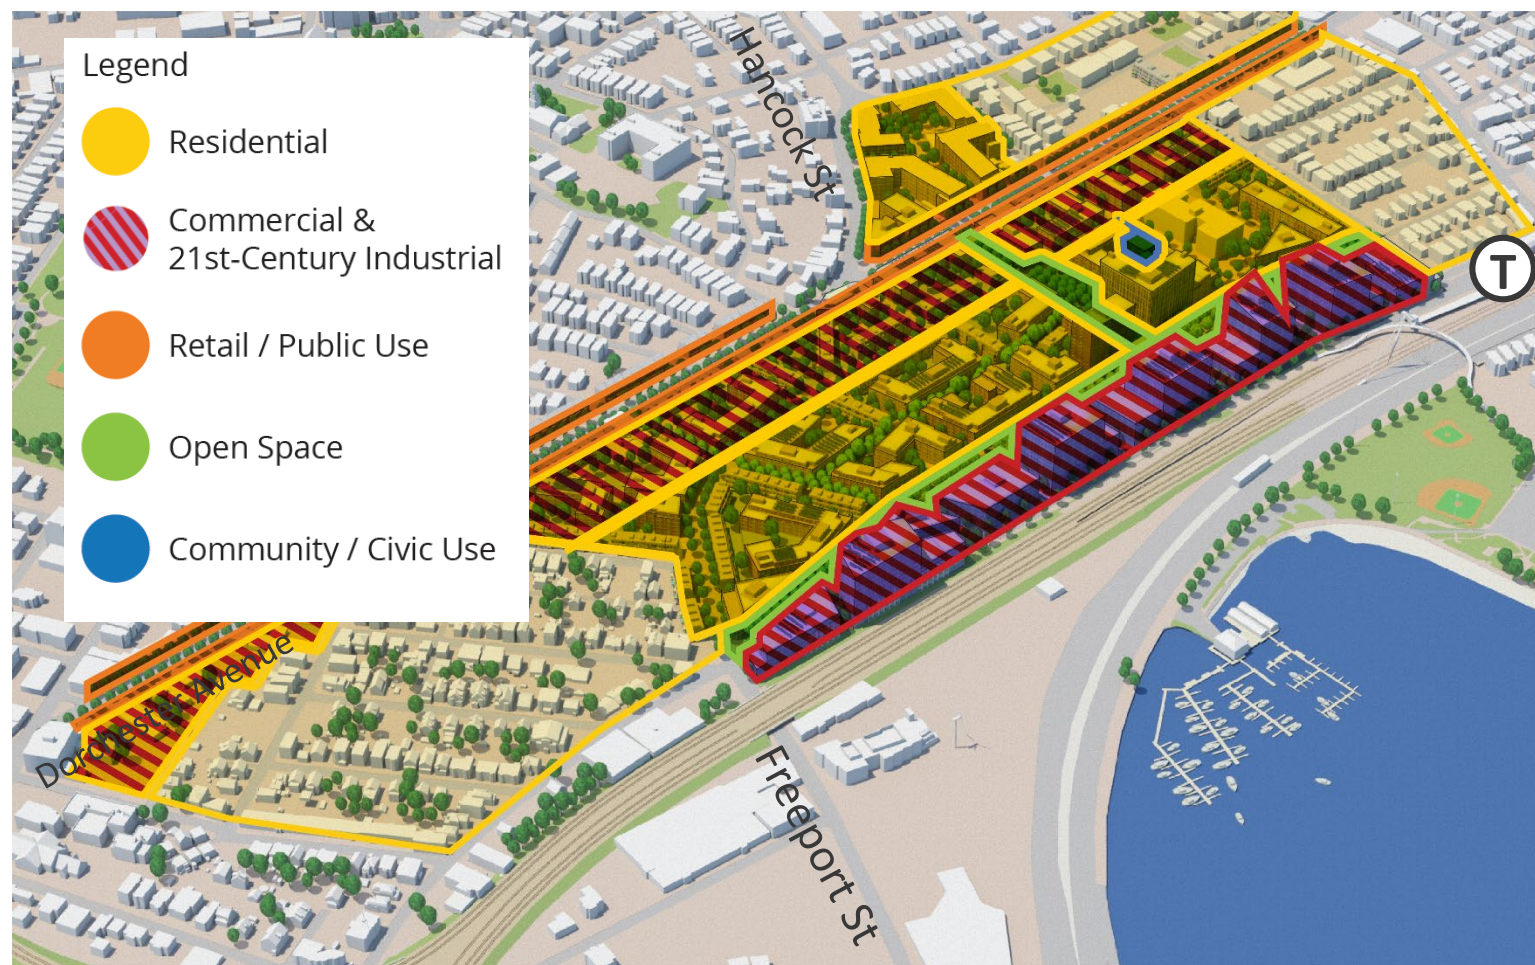 Legend
Residential
Commercial &
21st-Century Industrial
Retail / Public Use
Open Space
Community / Civic Use
Hancock St
T
Dorchester Avenue
Freeport St